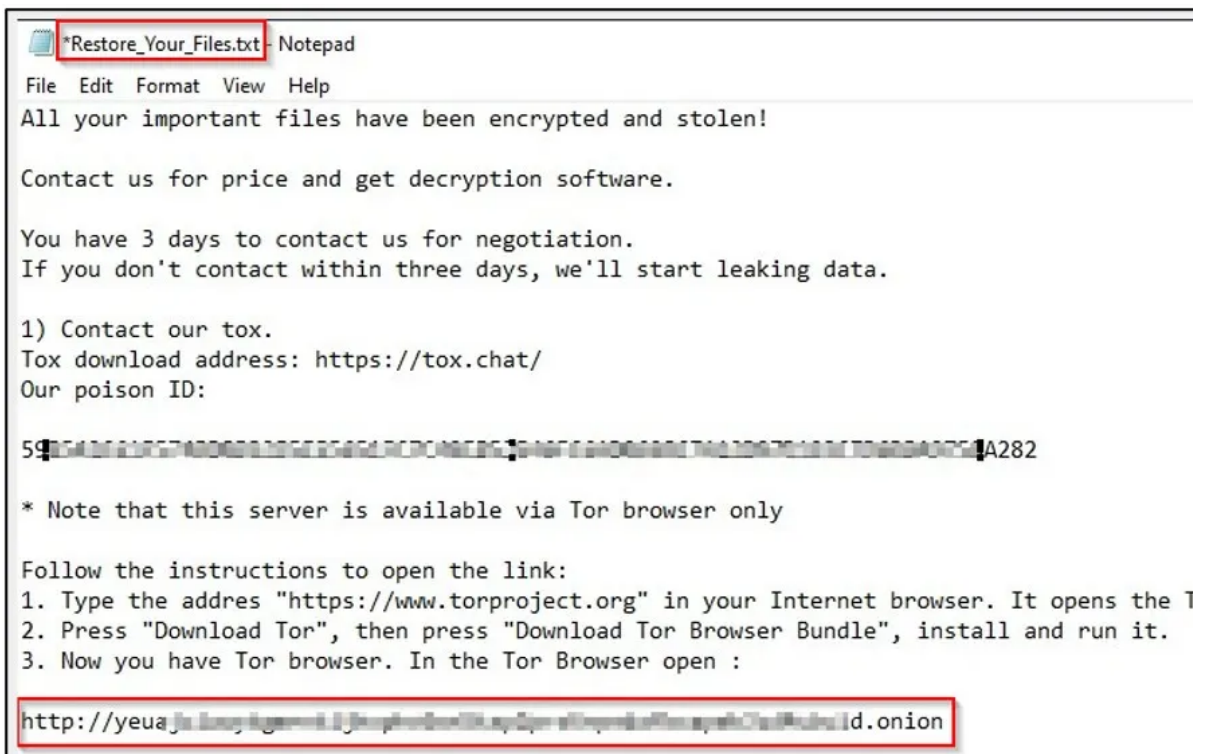 *Restore_Your_Files.txt - Notepad
File Edit Format View Help
All your important files have been encrypted and stolen!
Contact us for price and get decryption software.
You have 3 days to contact us for negotiation.
If you don't contact within three days, we'll start leaking data.
1) Contact our tox.
Tox download address: https://tox.chat/
Our poison ID:
A282
* Note that this server is available via Tor browser only
Follow the instructions to open the link:
1. Type the addres "https://www.torproject.org" in your Internet browser. It opens the
2. Press "Download Tor", then press "Download Tor Browser Bundle", install and run it.
3. Now you have Tor browser. In the Tor Browser open :
http://yeua d.onion